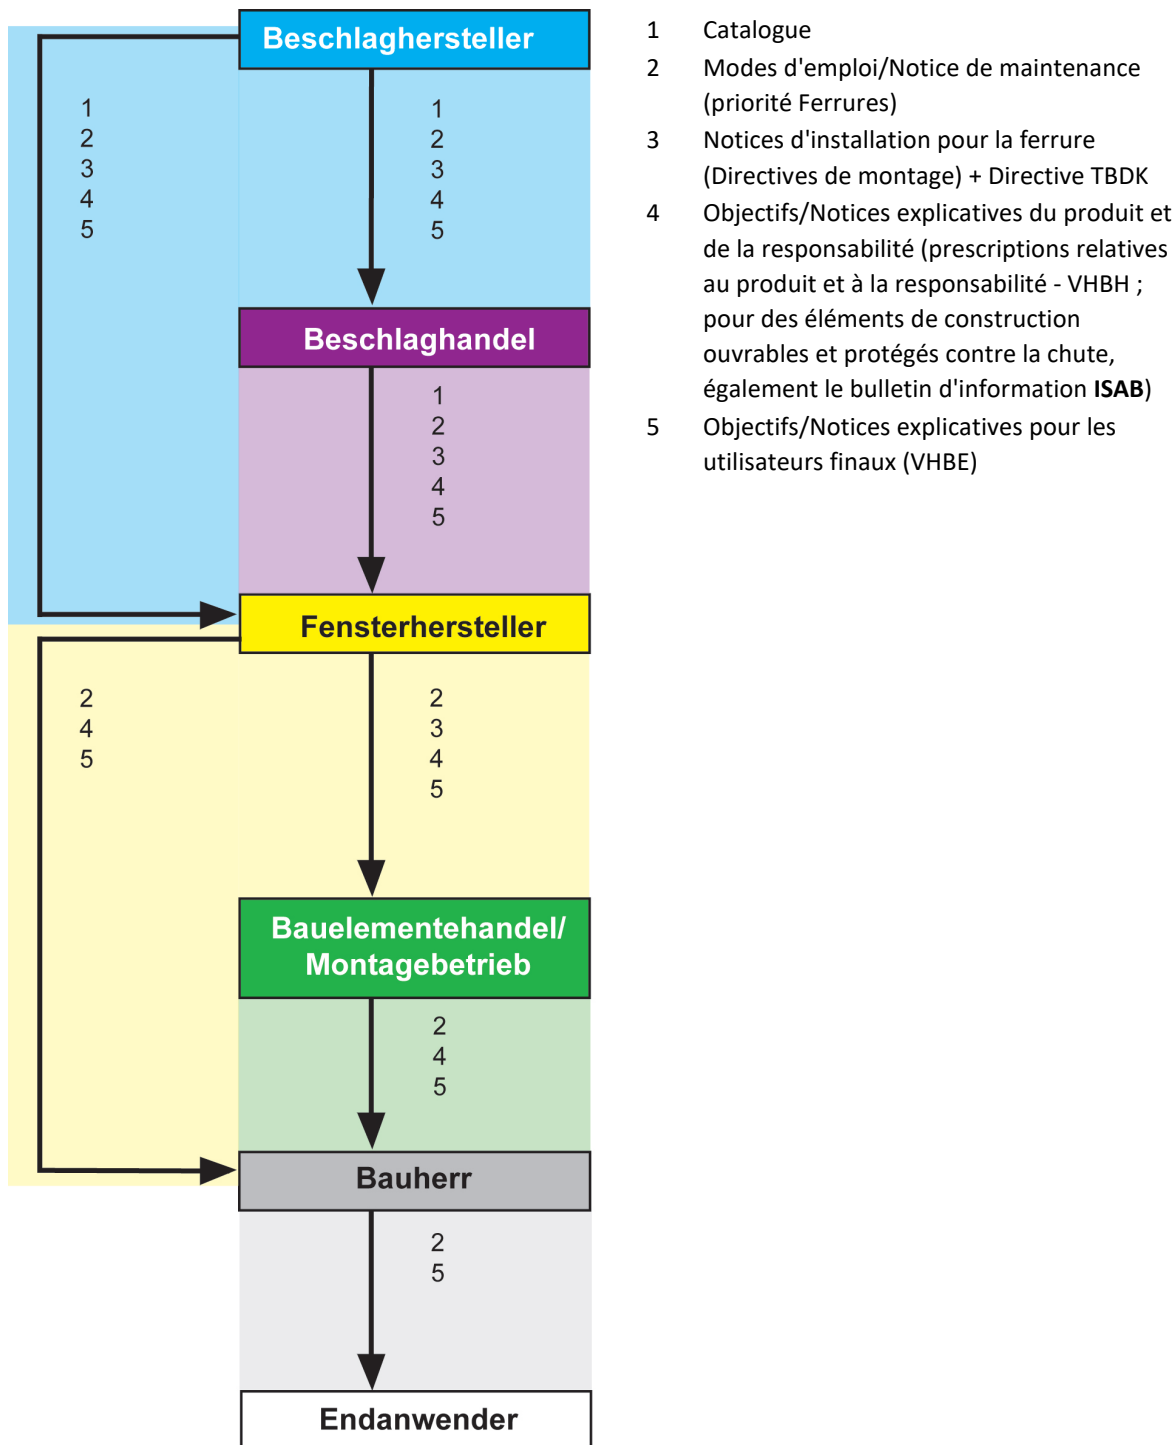 Beschlaghersteller
1
2
3
4
5
1
2
3
4
5
Beschlaghandel
1
2
3
4
5
Fensterhersteller
2
4
5
2
3
4
5
Bauelementehandel/
Montagebetrieb
2
4
5
Bauherr
2
5
Endanwender
1 Catalogue
2 Modes d'emploi/Notice de maintenance
(priorité Ferrures)
3 Notices d'installation pour la ferrure
(Directives de montage) + Directive TBDK
4 Objectifs/Notices explicatives du produit et
de la responsabilité (prescriptions relatives
au produit et à la responsabilité - VHBH ;
pour des éléments de construction
ouvrables et protégés contre la chute,
également le bulletin d'information ISAB)
5 Objectifs/Notices explicatives pour les
utilisateurs finaux (VHBE)